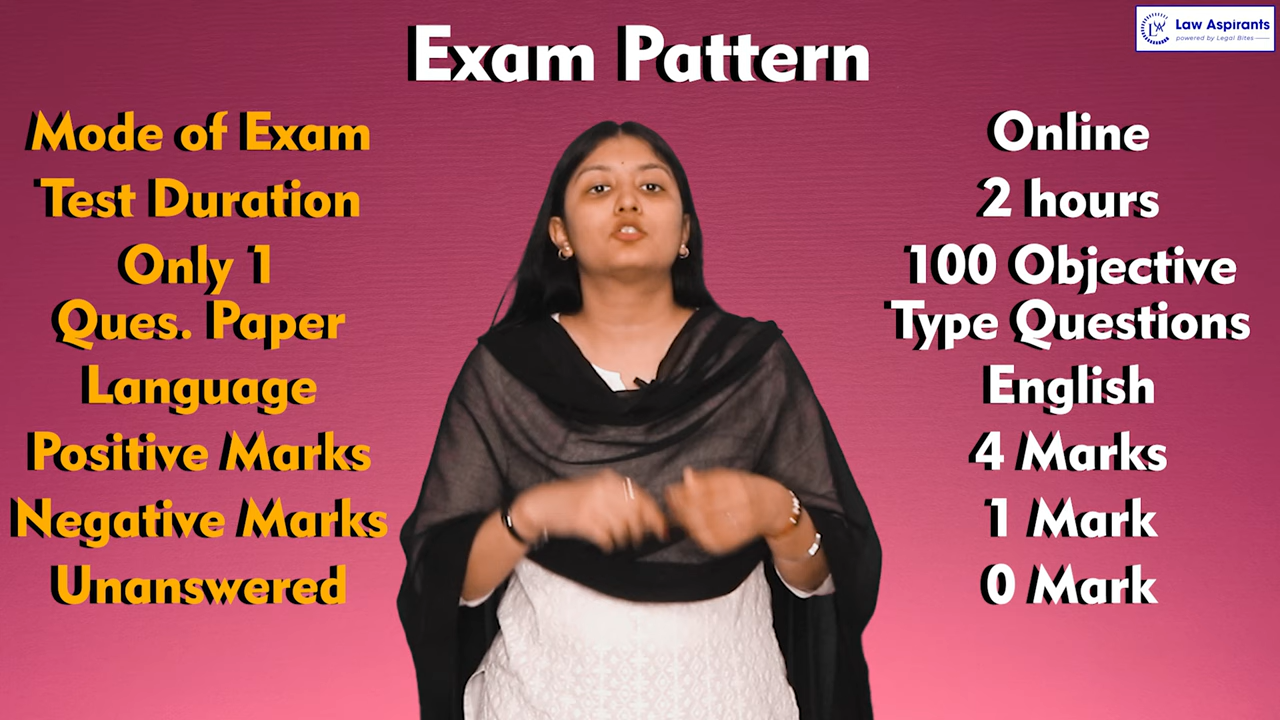 Exam Pattern
Law Aspirants
powered by Legal Bites
Mode of Exam Online
Test Duration 2 hours
Only 1 100 Objective
Ques. Paper Type Questions
Language English
Positive Marks 4 Marks
Negative Marks 1 Mark
Unanswered 0 Mark